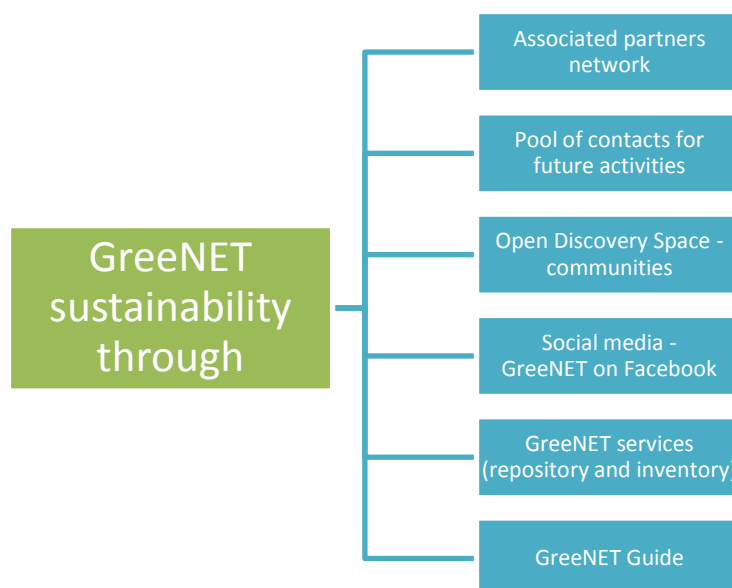 GreeNET
sustainability
through
Associated partners
network
Pool of contacts for
future activities
Open Discovery Space -
communities
Social media -
GreeNET on Facebook
GreeNET services
(repository and inventory)
GreeNET Guide